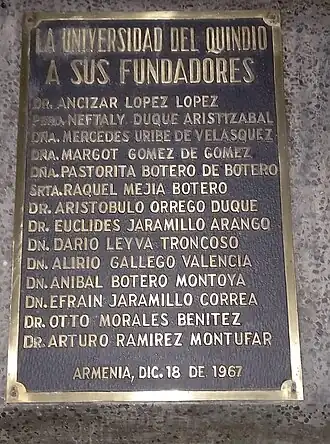 LA UNIVERSIDAD DEL QUINDIO
A SUS FUNDADORES
DR. ANCIZAR LOPEZ LOPEZ
PBRO. NEFTALY DUQUE ARISTIZABAL
DÑA. MERCEDES URIBE DE VELASQUEZ
DÑA. MARGOT GOMEZ DE GOMEZ
DÑA. PASTORITA BOTERO DE BOTERO
SRTA. RAQUEL MEJIA BOTERO
DR. ARISTOBULO ORREGO DUQUE
DR. EUCLIDES JARAMILLO ARANGO
DN. DARIO LEYVA TRONCOSO
DN. ALIRIO GALLEGO VALENCIA
DN. ANIBAL BOTERO MONTOYA
DN. EFRAIN JARAMILLO CORREA
DR. OTTO MORALES BENITEZ
DR. ARTURO RAMIREZ MONTUFAR
ARMENIA, DIC. 18 DE 1967